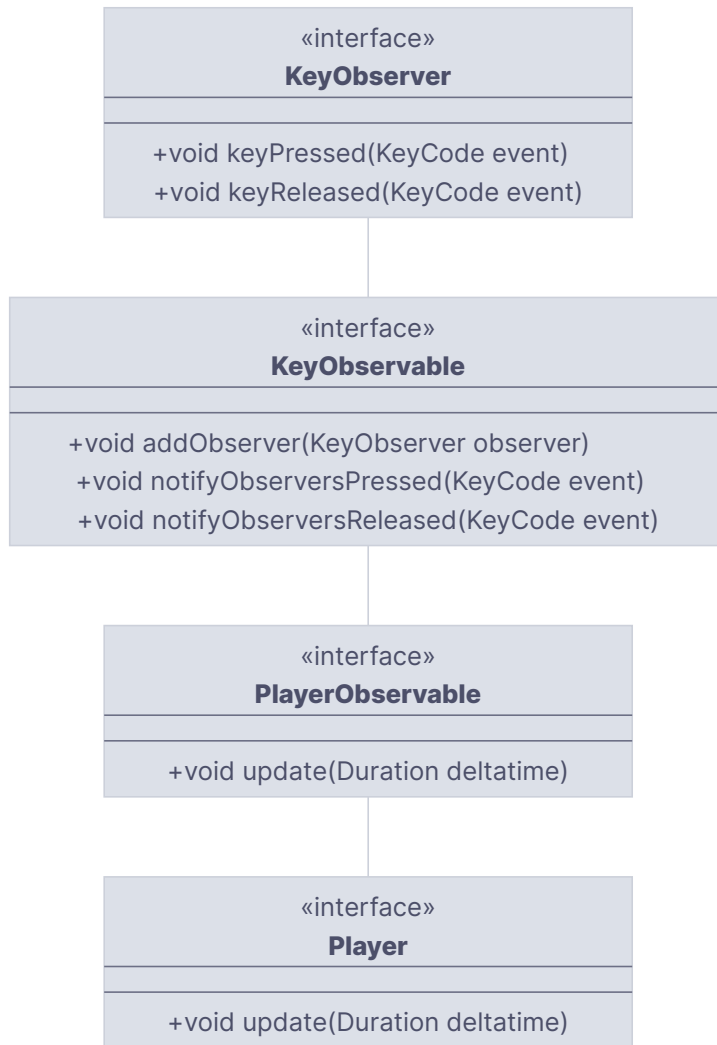 «interface»
KeyObserver
+void keyPressed(KeyCode event)
+void keyReleased(KeyCode event)
«interface»
KeyObservable
+void addObserver(KeyObserver observer)
+void notifyObserversPressed(KeyCode event)
+void notifyObserversReleased(KeyCode event)
«interface»
PlayerObservable
+void update(Duration deltatime)
«interface»
Player
+void update(Duration deltatime)